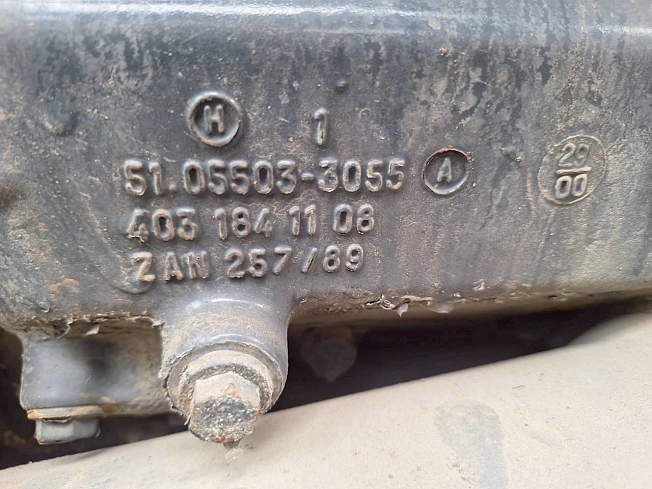 H 1
51.05503-3055 A
403 184 11 08
ZAN 257/89
29
00